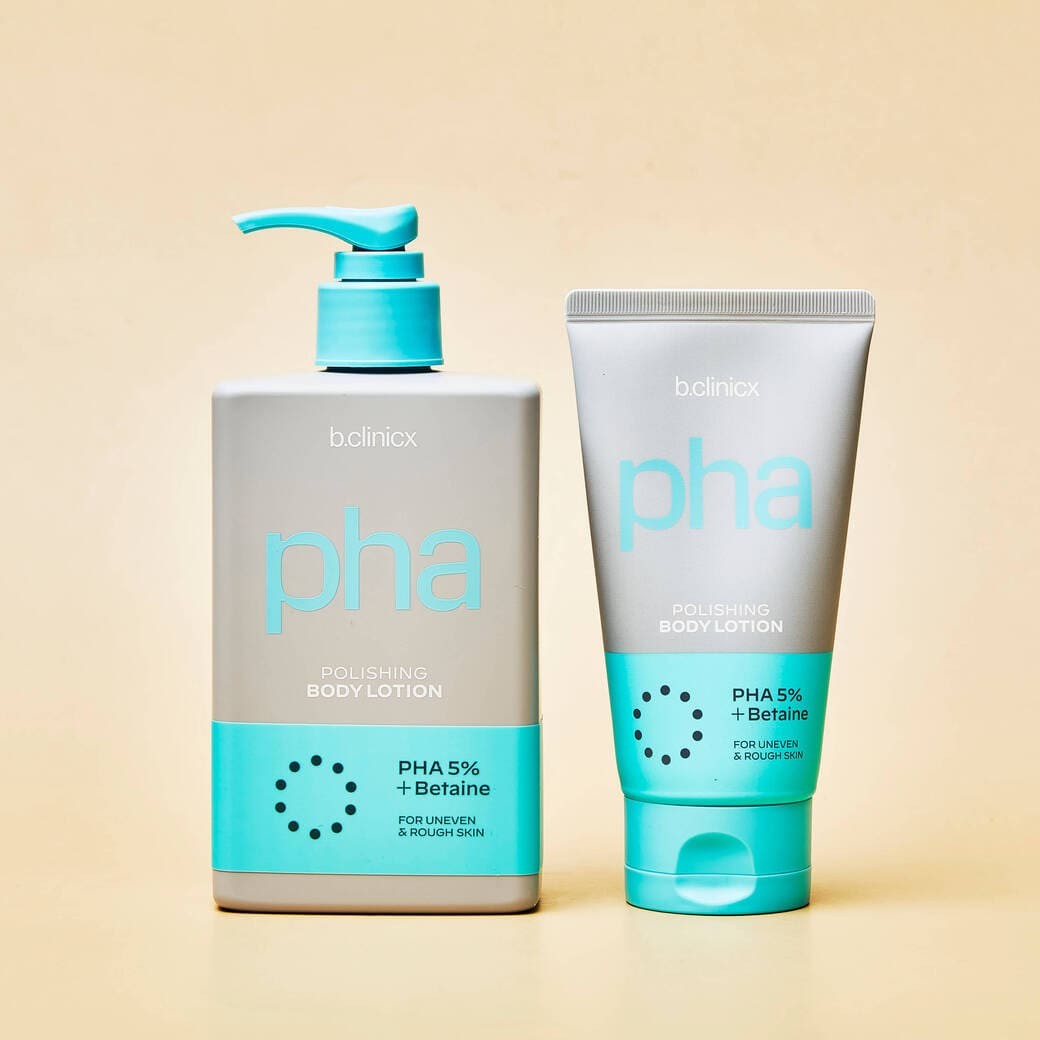 b.clinicx
pha
POLISHING
BODY LOTION
PHA 5%
+Betaine
FOR UNEVEN
& ROUGH SKIN
b.clinicx
pha
POLISHING
BODY LOTION
PHA 5%
+Betaine
FOR UNEVEN
& ROUGH SKIN